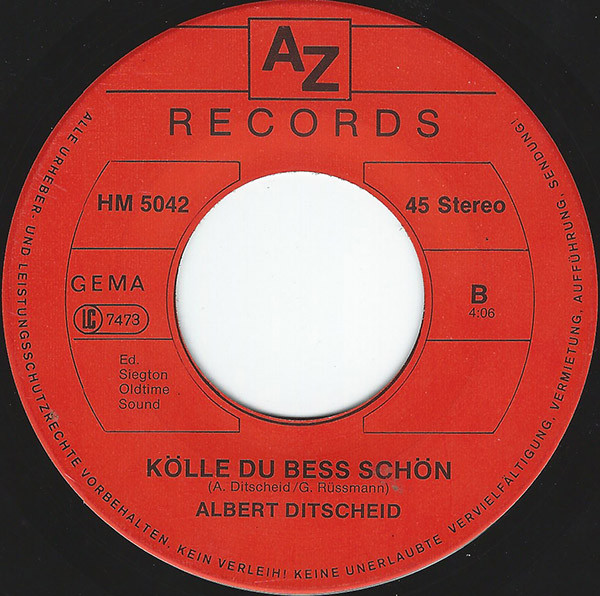 AZ
RECORDS
HM 5042
45 Stereo
GEMA
LC 7473
B
4:06
Ed.
Siegton
Oldtime
Sound
KÖLLE DU BESS SCHÖN
(A. Ditscheid/G. Rüssmann)
ALBERT DITSCHEID
ALLE URHEBER- UND LEISTUNGSSCHUTZRECHTE VORBEHALTEN. KEIN VERLEIH! KEINE UNERLAUBTE VERVIELFÄLTIGUNG, VERMIETUNG, AUFFÜHRUNG, SENDUNG!